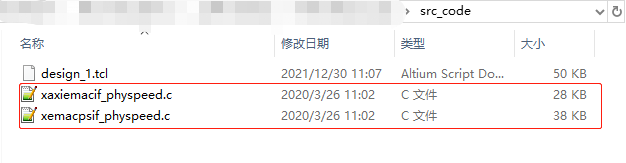 src_code
名称 修改日期 类型 大小
design_1.tcl 2021/12/30 11:07 Altium Script Do... 50 KB
xaxiemacif_physpeed.c 2020/3/26 11:02 C 文件 28 KB
xemacpsif_physpeed.c 2020/3/26 11:02 C 文件 38 KB